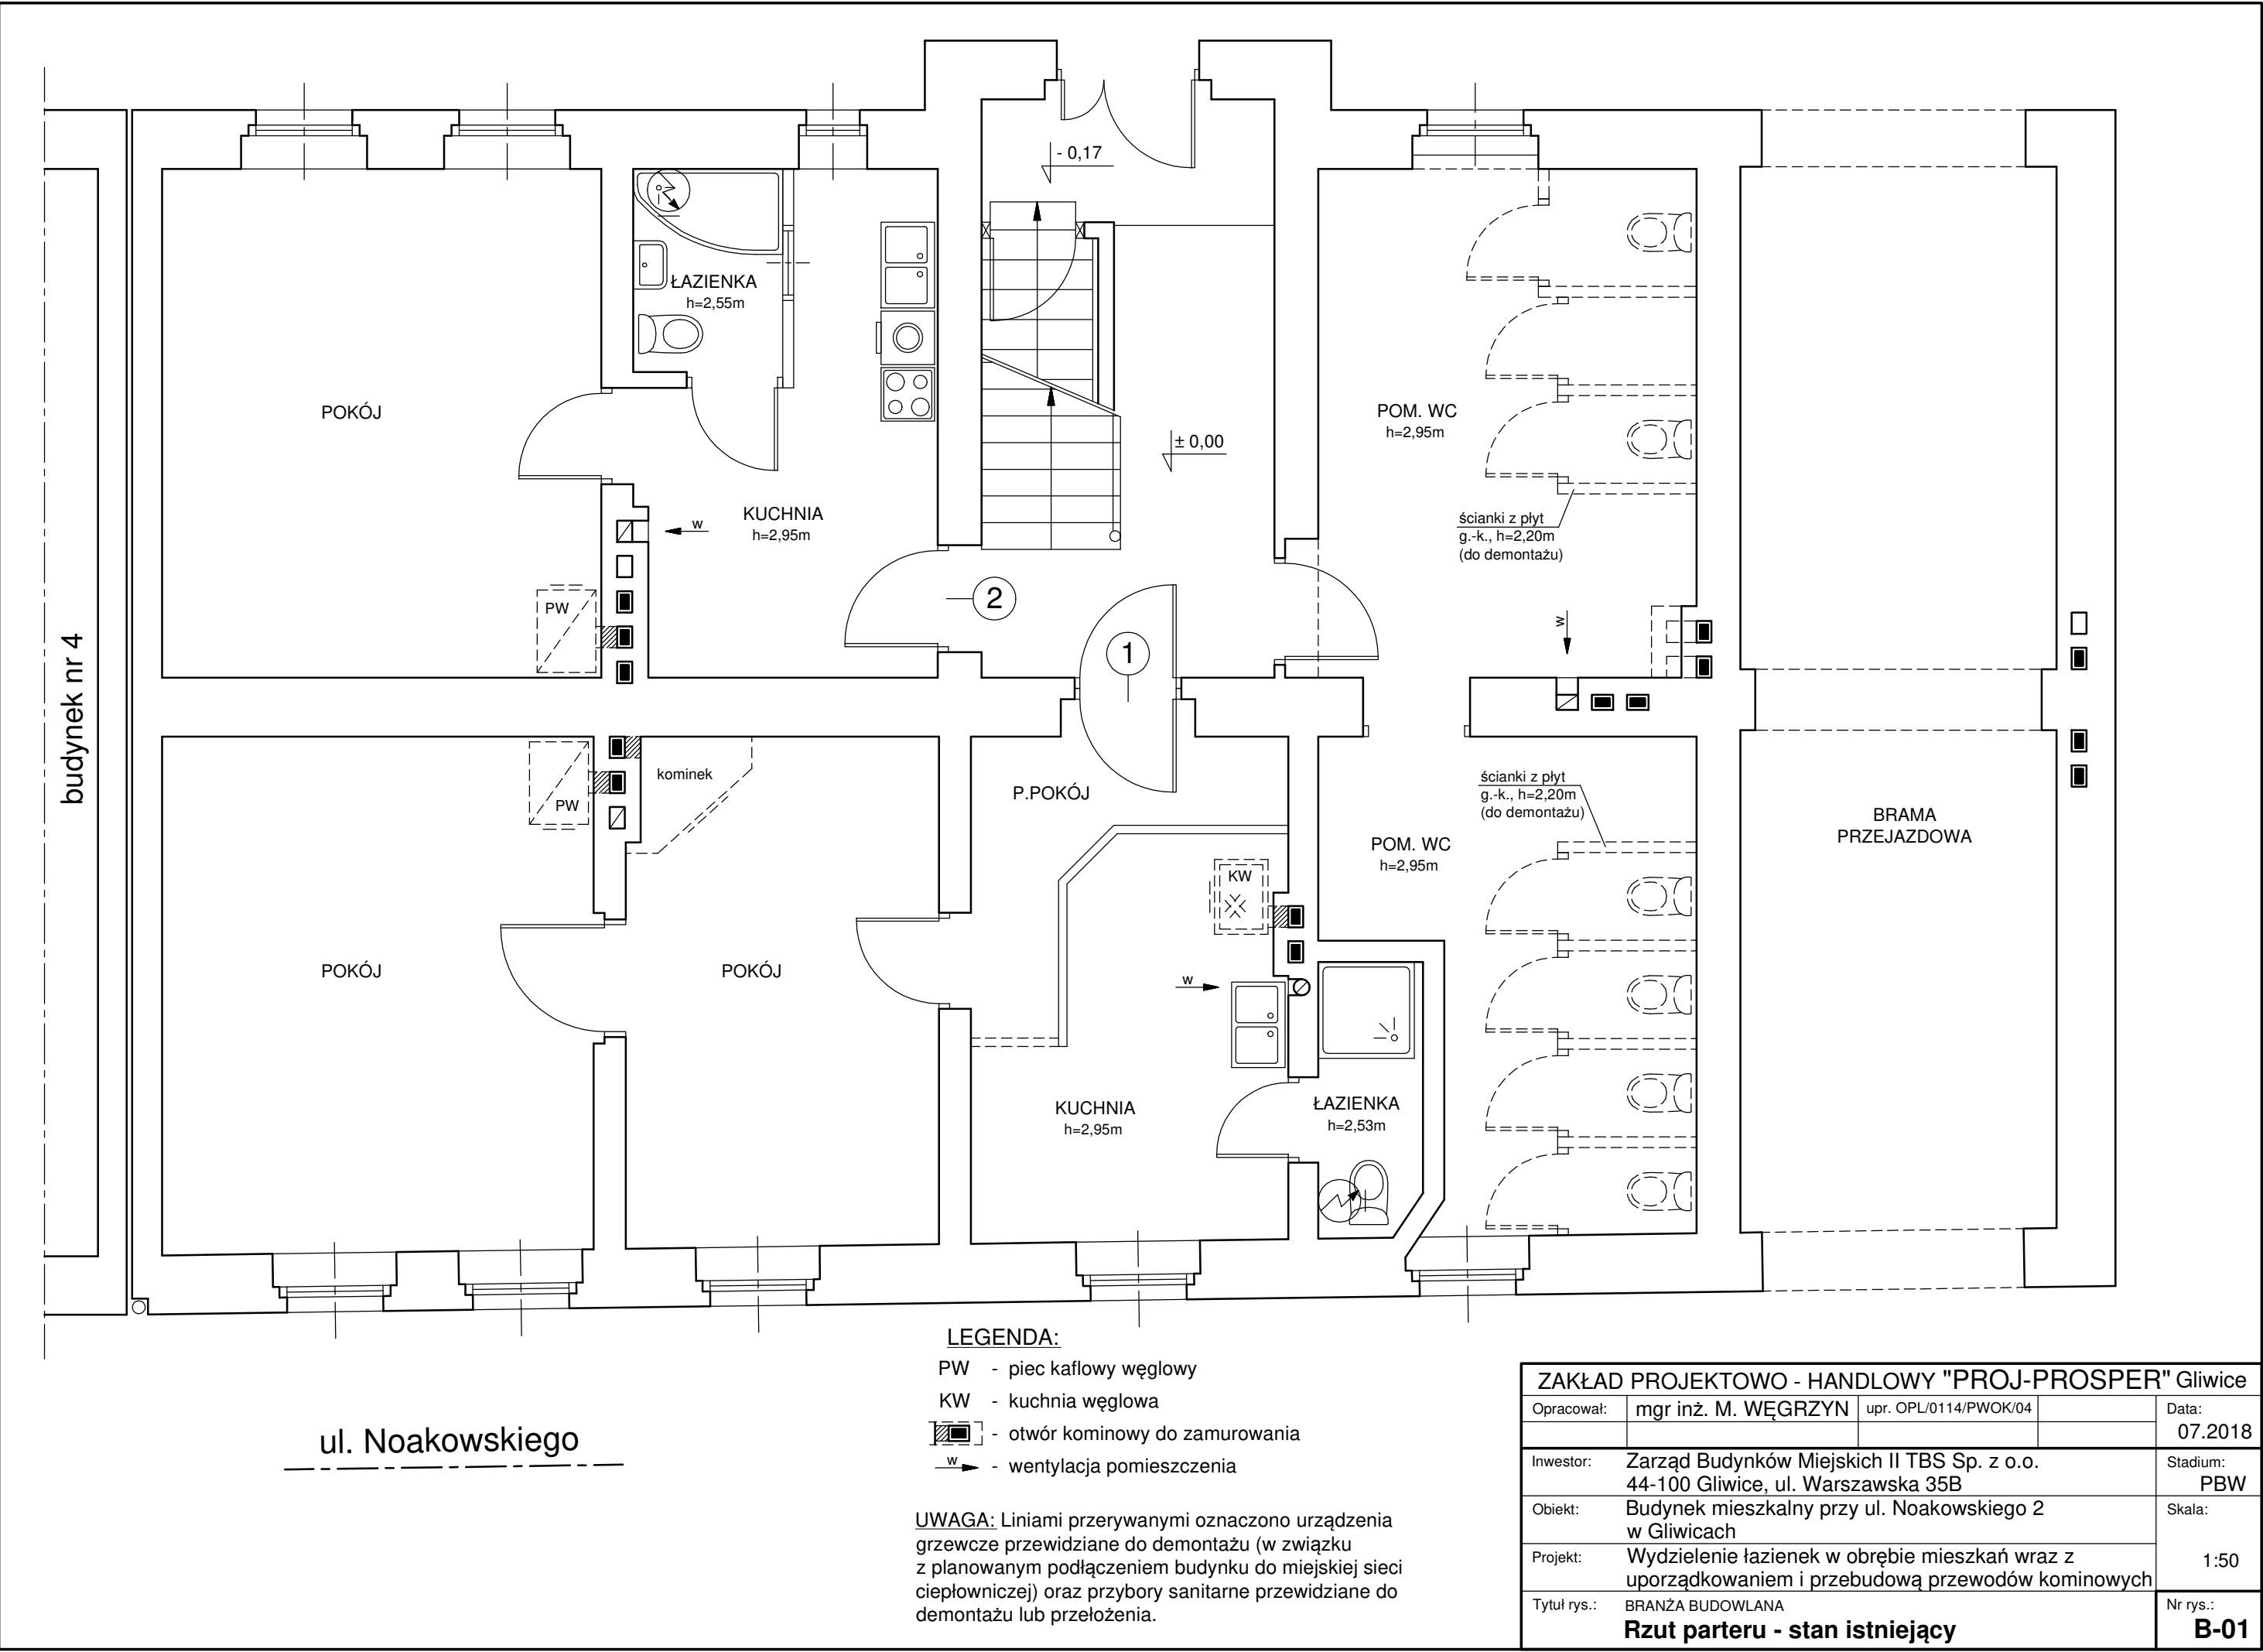 - 0,17
ŁAZIENKA
h=2,55m
POKÓJ
POM. WC
h=2,95m
± 0,00
KUCHNIA
h=2,95m
w
ścianki z płyt
g.-k., h=2,20m
(do demontażu)
2
PW
1
w
budynek nr 4
kominek
PW
P.POKÓJ
ścianki z płyt
g.-k., h=2,20m
(do demontażu)
BRAMA
PRZEJAZDOWA
POM. WC
h=2,95m
KW
POKÓJ
POKÓJ
w
KUCHNIA
h=2,95m
ŁAZIENKA
h=2,53m
LEGENDA:
PW - piec kaflowy węglowy
KW - kuchnia węglowa
- otwór kominowy do zamurowania
w - wentylacja pomieszczenia
ul. Noakowskiego
UWAGA: Liniami przerywanymi oznaczono urządzenia
grzewcze przewidziane do demontażu (w związku
z planowanym podłączeniem budynku do miejskiej sieci
ciepłowniczej) oraz przybory sanitarne przewidziane do
demontażu lub przełożenia.
ZAKŁAD PROJEKTOWO - HANDLOWY "PROJ-PROSPER" Gliwice
Opracował: mgr inż. M. WĘGRZYN upr. OPL/0114/PWOK/04 Data:
07.2018
Inwestor: Zarząd Budynków Miejskich II TBS Sp. z o.o. Stadium:
44-100 Gliwice, ul. Warszawska 35B PBW
Obiekt: Budynek mieszkalny przy ul. Noakowskiego 2 Skala:
w Gliwicach
Projekt: Wydzielenie łazienek w obrębie mieszkań wraz z 1:50
uporządkowaniem i przebudową przewodów kominowych
Tytuł rys.: BRANŻA BUDOWLANA Nr rys.:
Rzut parteru - stan istniejący B-01